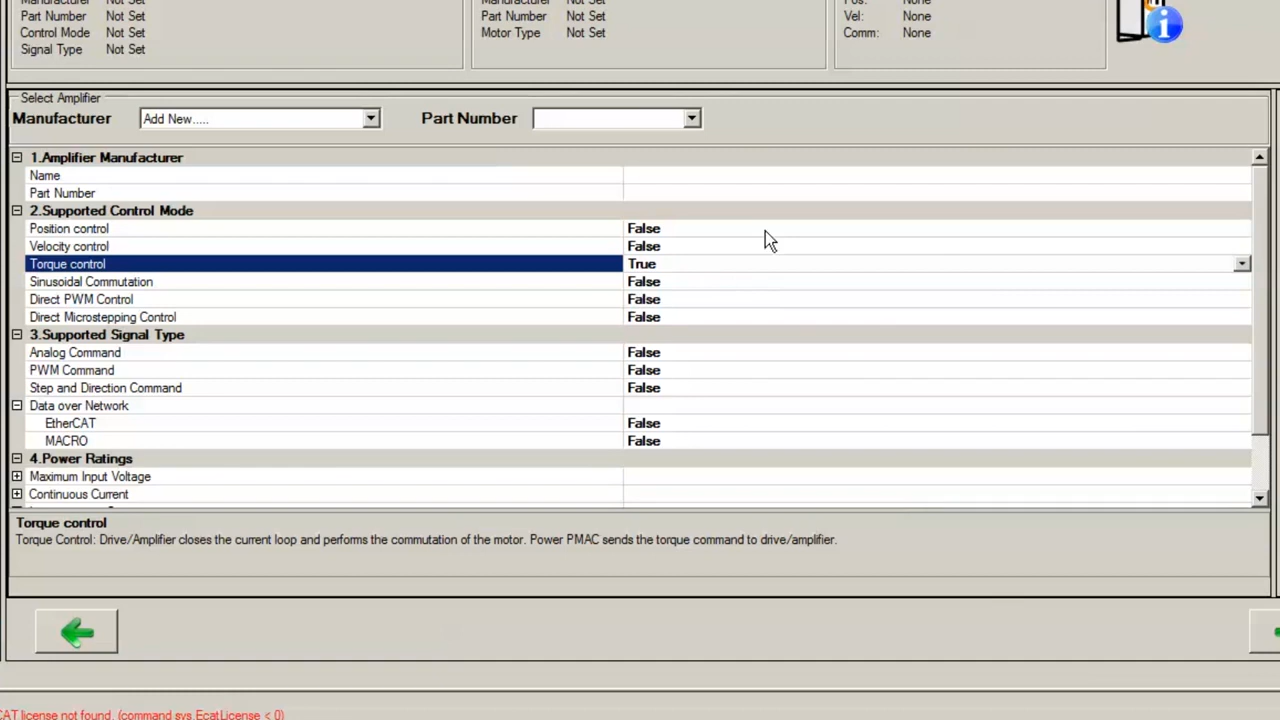 Manufacturer Not Set Manufacturer Not Set Pos: None
Part Number Not Set Part Number Not Set Vel: None
Control Mode Not Set Motor Type Not Set Comm: None
Signal Type Not Set
Select Amplifier
Manufacturer Add New..... Part Number
1.Amplifier Manufacturer
Name
Part Number
2.Supported Control Mode
Position control False
Velocity control False
Torque control True
Sinusoidal Commutation False
Direct PWM Control False
Direct Microstepping Control False
3.Supported Signal Type
Analog Command False
PWM Command False
Step and Direction Command False
Data over Network
EtherCAT False
MACRO False
4.Power Ratings
Maximum Input Voltage
Continuous Current
Torque control
Torque Control: Drive/Amplifier closes the current loop and performs the commutation of the motor. Power PMAC sends the torque command to drive/amplifier.
CAT license not found. (command sys.EcatLicense < 0)